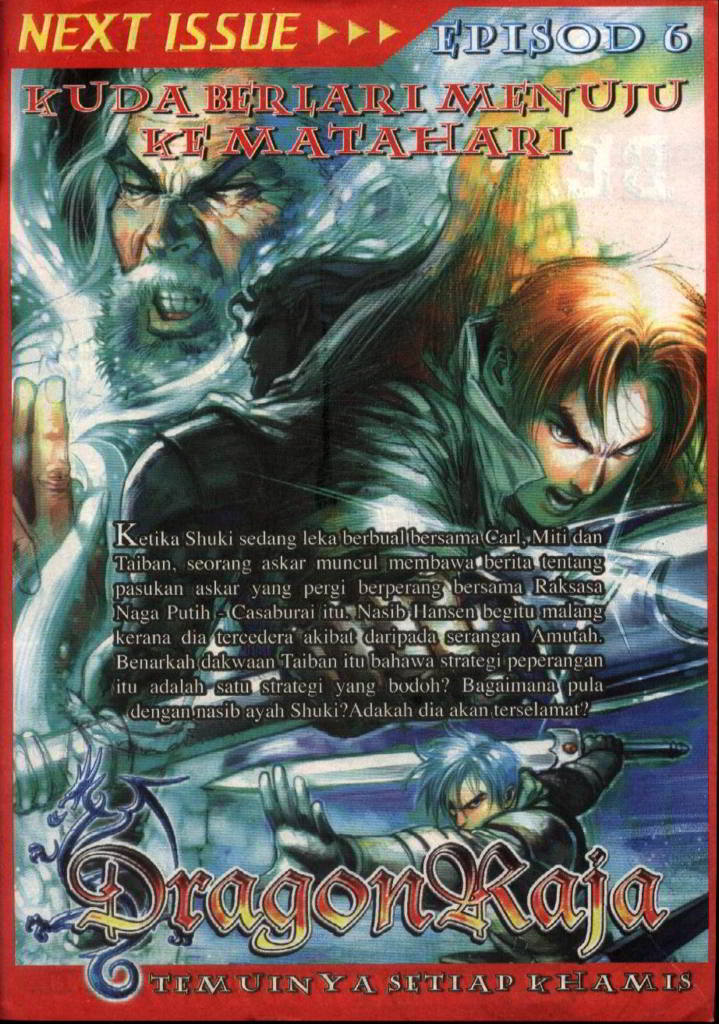 NEXT ISSUE
EPISOD 6
KUDA BERLARI MENUJU
KE MATAHARI
Ketika Shuki sedang leka berbual bersama Carl, Miti dan
Taiban, seorang askar muncul membawa berita tentang
pasukan askar yang pergi berperang bersama Raksasa
Naga Putih - Casaburai itu. Nasib Hansen begitu malang
kerana dia tercedera akibat daripada serangan Amutah.
Benarkah dakwaan Taiban itu bahawa strategi peperangan
itu adalah satu strategi yang bodoh? Bagaimana pula
dengan nasib ayah Shuki?Adakah dia akan terselamat?
DragonRaja
TEMUINYA SETIAP KHAMIS